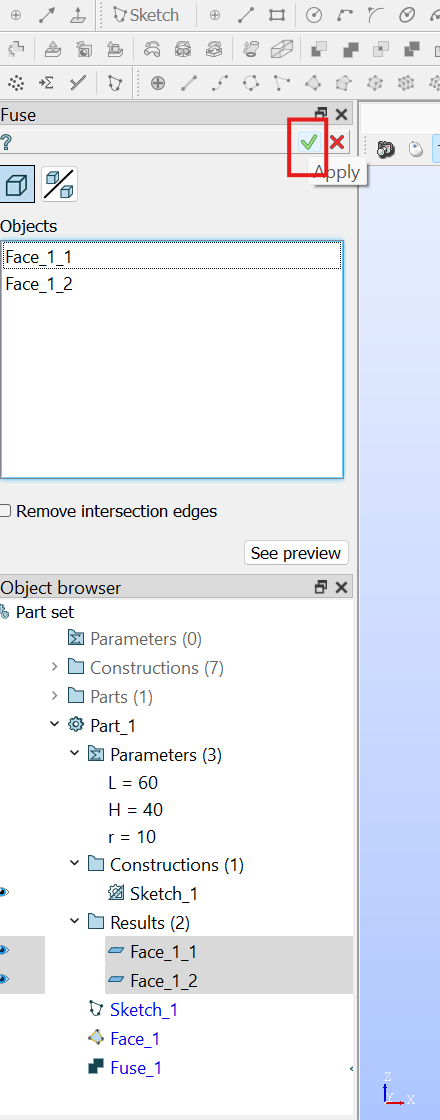 Sketch
Fuse
?
Apply
Objects
Face_1_1
Face_1_2
Remove intersection edges
See preview
Object browser
Part set
Parameters (0)
Constructions (7)
Parts (1)
Part_1
Parameters (3)
L = 60
H = 40
r = 10
Constructions (1)
Sketch_1
Results (2)
Face_1_1
Face_1_2
Sketch_1
Face_1
Fuse_1
Z
Y
X